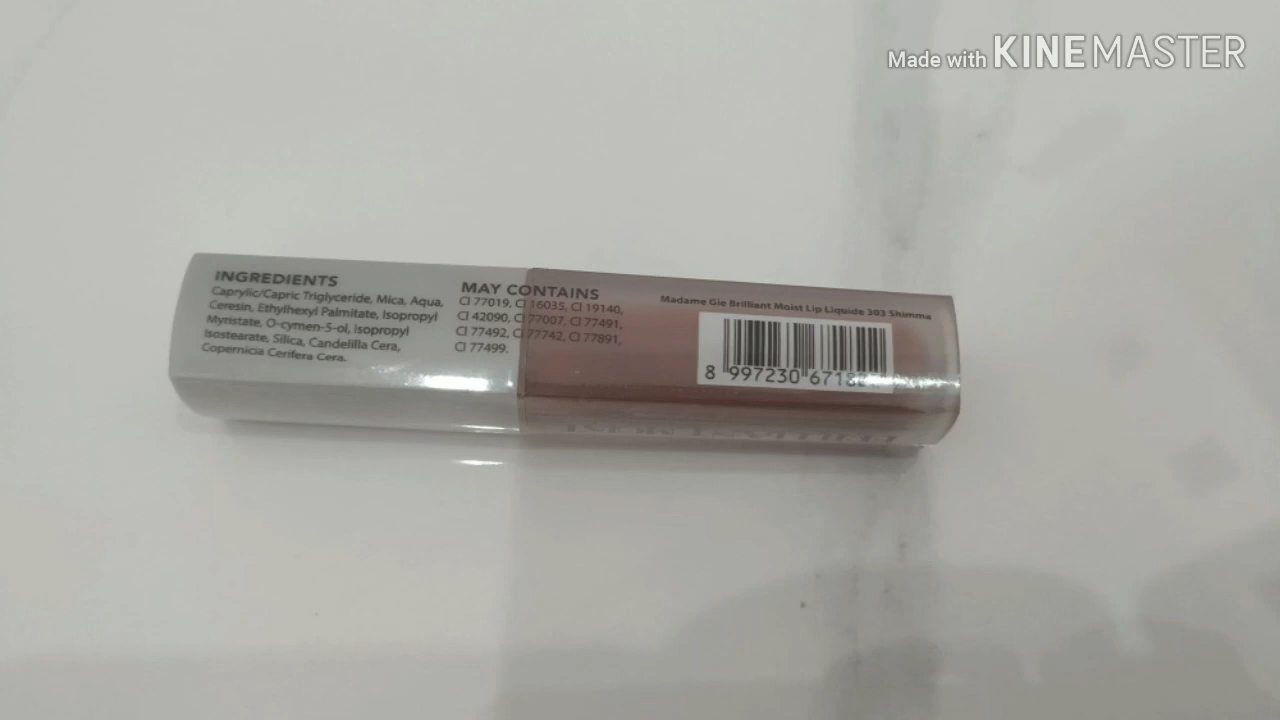 Made with KINEMASTER
INGREDIENTS
Caprylic/Capric Triglyceride, Mica, Aqua,
Ceresin, Ethylhexyl Palmitate, Isopropyl
Myristate, O-cymen-5-ol, Isopropyl
Isostearate, Silica, Candelilla Cera,
Copernicia Cerifera Cera.
MAY CONTAINS
CI 77019, CI 16035, CI 19140,
CI 42090, CI 77007, CI 77491,
CI 77492, CI 77742, CI 77891,
CI 77499.
Madame Gie Brilliant Moist Lip Liquide 303 Shimma
8 997230